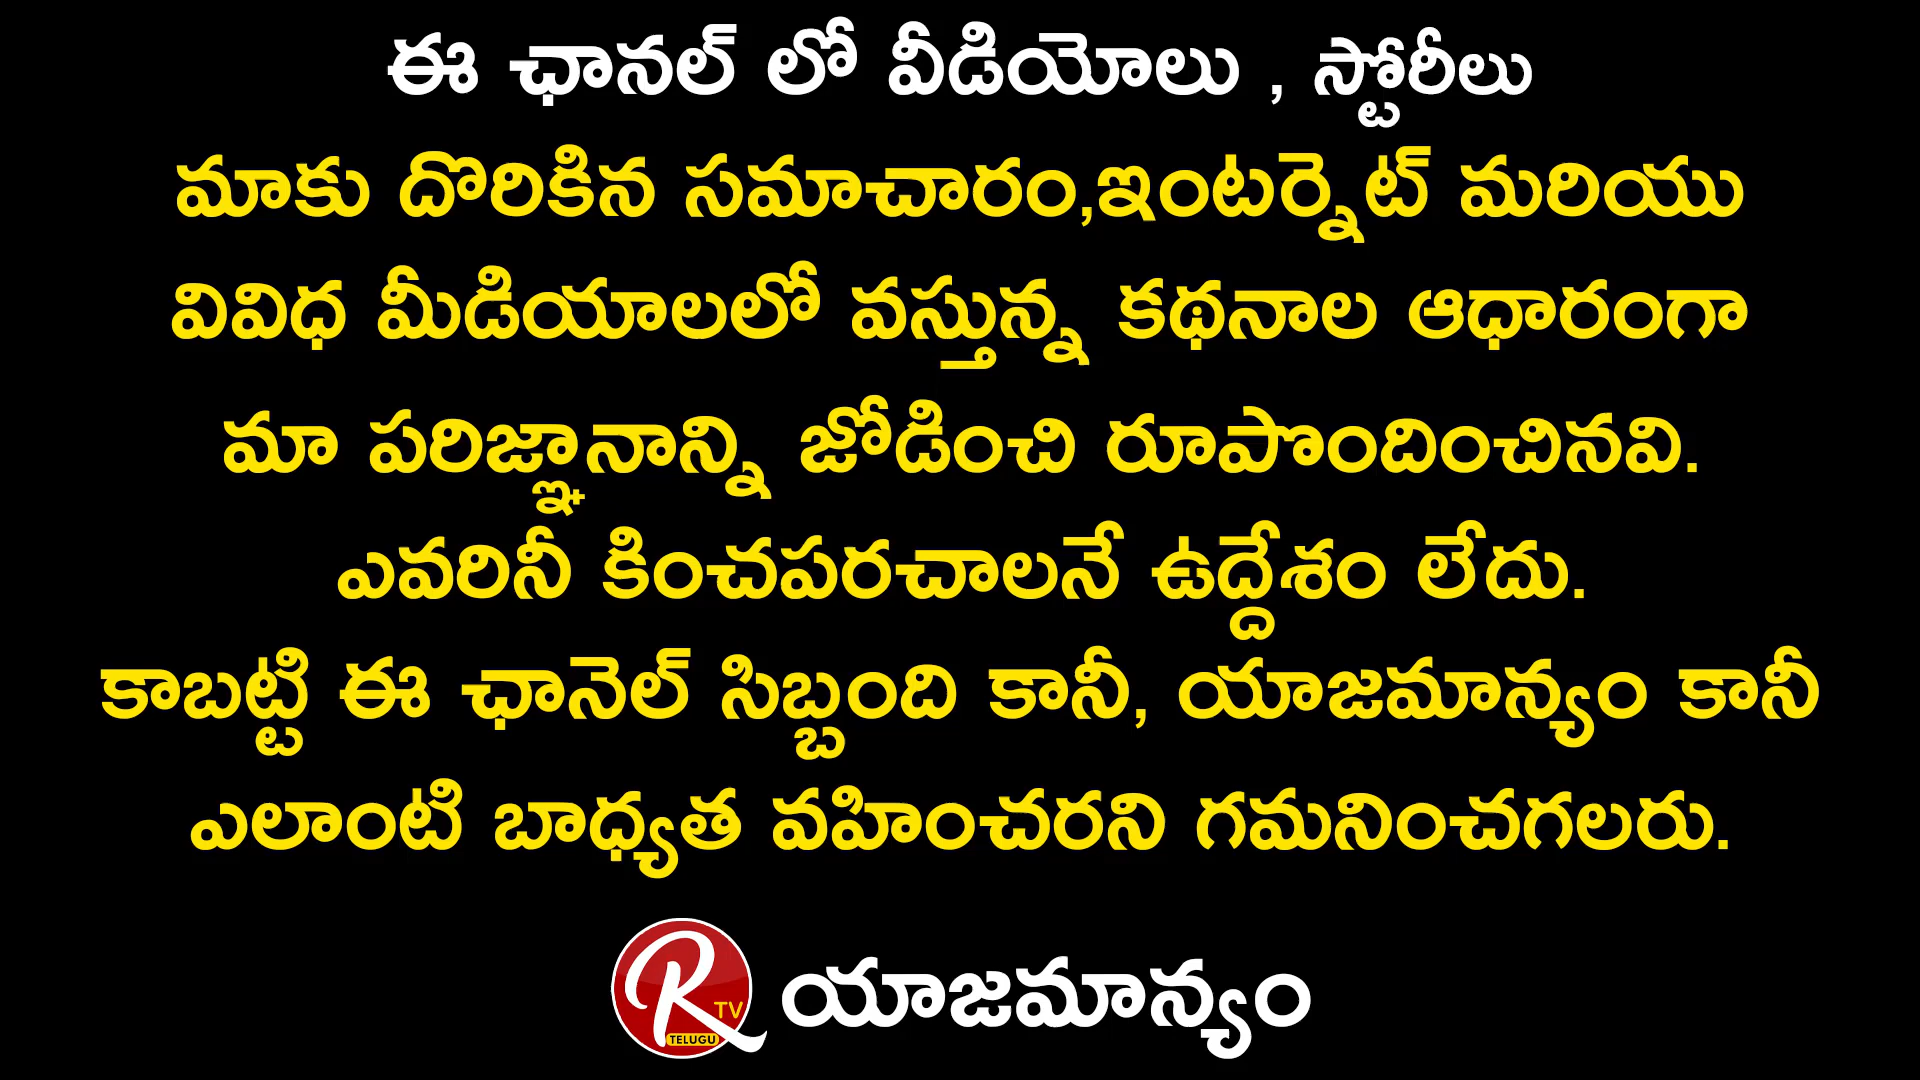 ఈ ఛానల్ లో వీడియోలు , స్టోరీలు
మాకు దొరికిన సమాచారం,ఇంటర్నెట్ మరియు
వివిధ మీడియాలలో వస్తున్న కథనాల ఆధారంగా
మా పరిజ్ఞానాన్ని జోడించి రూపొందించినవి.
ఎవరినీ కించపరచాలనే ఉద్దేశం లేదు.
కాబట్టి ఈ ఛానెల్ సిబ్బంది కానీ, యాజమాన్యం కానీ
ఎలాంటి బాధ్యత వహించరని గమనించగలరు.
R TV TELUGU యాజమాన్యం